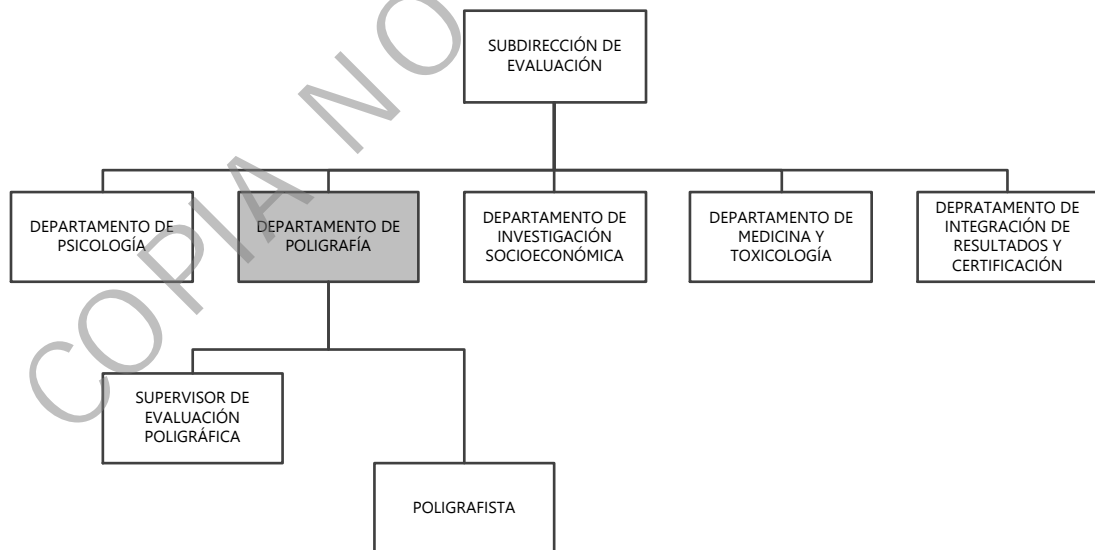 SUBDIRECCIÓN DE
EVALUACIÓN
DEPARTAMENTO DE
PSICOLOGÍA
DEPARTAMENTO DE
POLIGRAFÍA
DEPARTAMENTO DE
INVESTIGACIÓN
SOCIOECONÓMICA
DEPARTAMENTO DE
MEDICINA Y
TOXICOLOGÍA
DEPRATAMENTO DE
INTEGRACIÓN DE
RESULTADOS Y
CERTIFICACIÓN
SUPERVISOR DE
EVALUACIÓN
POLIGRÁFICA
POLIGRAFISTA
COPIA NO